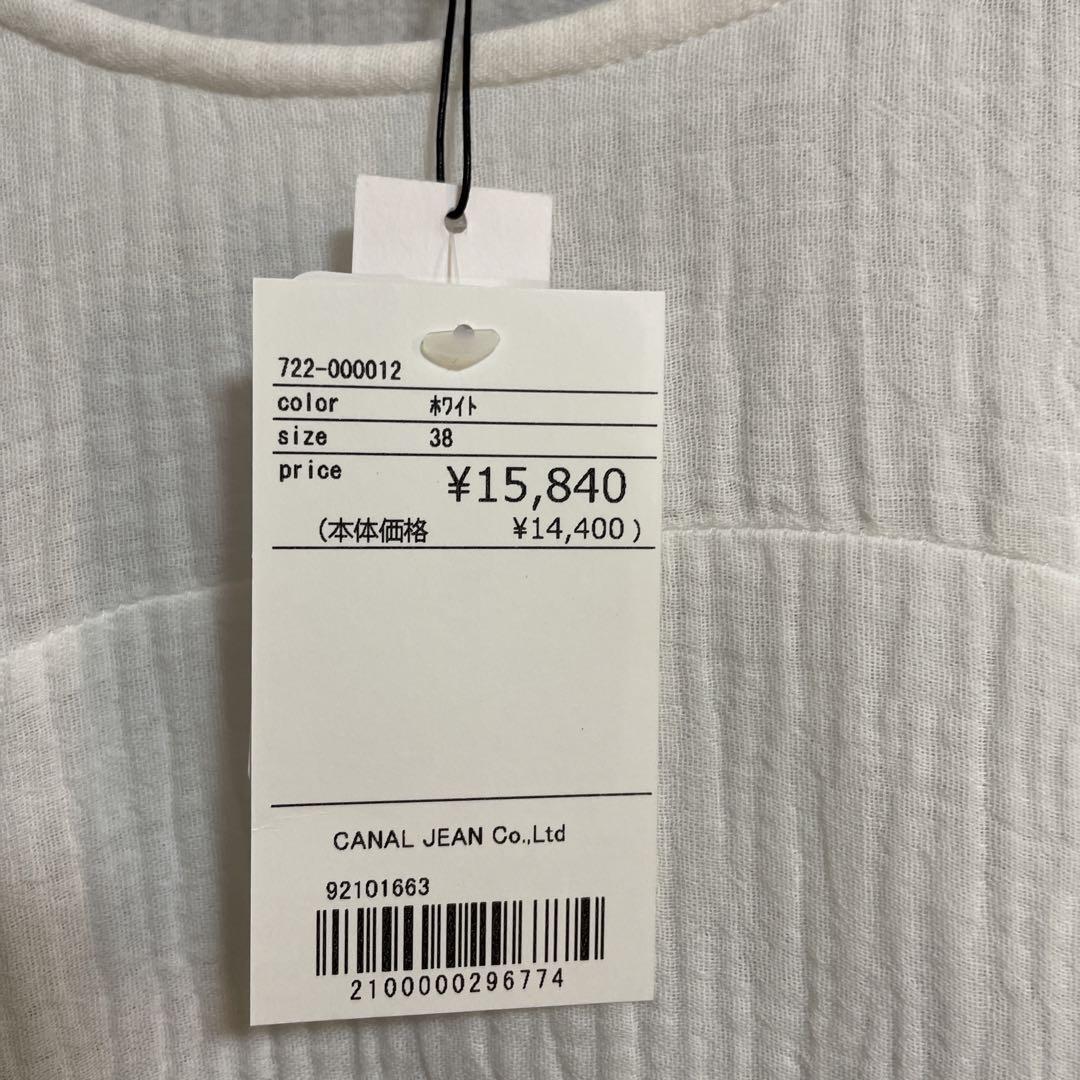 722-000012
color ﾎﾜｲﾄ
size 38
price ¥15,840
(本体価格 ¥14,400)
CANAL JEAN Co.,Ltd
92101663
2100000296774